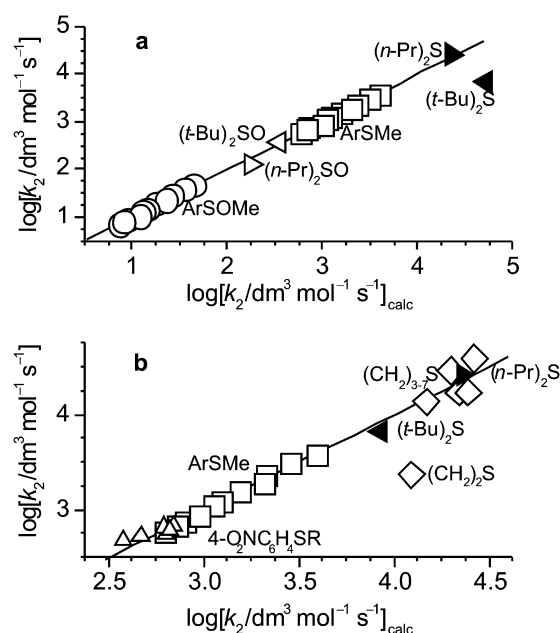 a
log[k₂/dm³ mol⁻¹ s⁻¹]
5
4
3
2
1
(n-Pr)₂S
(t-Bu)₂S
(t-Bu)₂SO
ArSMe
(n-Pr)₂SO
ArSOMe
1 2 3 4 5
log[k₂/dm³ mol⁻¹ s⁻¹]calc
b
log[k₂/dm³ mol⁻¹ s⁻¹]
4
3
(CH₂)₃₋₇S
(n-Pr)₂S
(t-Bu)₂S
ArSMe
(CH₂)₂S
4-O₂NC₆H₄SR
2.5 3.0 3.5 4.0 4.5
log[k₂/dm³ mol⁻¹ s⁻¹]calc